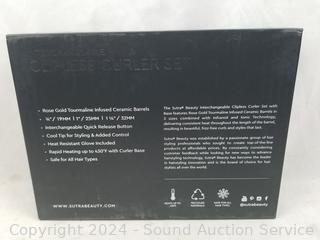 CLIPLESS CURLER SET
• Rose Gold Tourmaline Infused Ceramic Barrels
• ¾" / 19MM | 1" / 25MM | 1 ¼" / 32MM
• Interchangeable Quick Release Button
• Cool Tip for Styling & Added Control
• Heat Resistant Glove Included
• Rapid Heating up to 450°F with Curler Base
• Safe for All Hair Types
The Sutra® Beauty Interchangeable Clipless Curler Set with
Base features Rose Gold Tourmaline Infused Ceramic Barrels in
3 sizes combined with Infrared and Ionic Technology,
delivering consistent heat throughout the length of the barrel,
resulting in beautiful, frizz-free curls and styles that last.
Sutra® Beauty was established by a passionate group of hair
styling professionals who sought to create top-of-the-line
products at affordable prices. By constantly considering
customer feedback while looking for new ways to advance
hairstyling technology, Sutra® Beauty has become the leader
in hairstyling innovation and is the brand of choice for hair
stylists all over the world.
WWW.SUTRABEAUTY.COM
@sutrabeauty
Copyright 2024 - Sound Auction Service